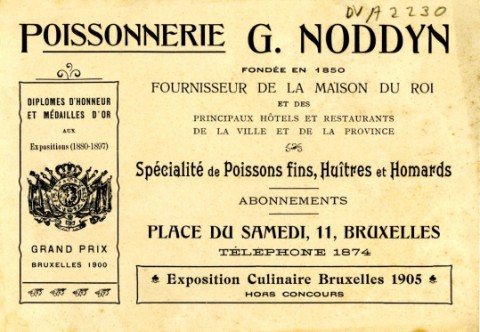 DVA 2230
POISSONNERIE G. NODDYN
FONDÉE EN 1850
FOURNISSEUR DE LA MAISON DU ROI
ET DES
PRINCIPAUX HÔTELS ET RESTAURANTS
DE LA VILLE ET DE LA PROVINCE
Spécialité de Poissons fins, Huîtres et Homards
ABONNEMENTS
PLACE DU SAMEDI, 11, BRUXELLES
TÉLÉPHONE 1874
DIPLOMES D'HONNEUR
ET MÉDAILLES D'OR
AUX
Expositions (1880-1897)
GRAND PRIX
BRUXELLES 1900
Exposition Culinaire Bruxelles 1905
HORS CONCOURS